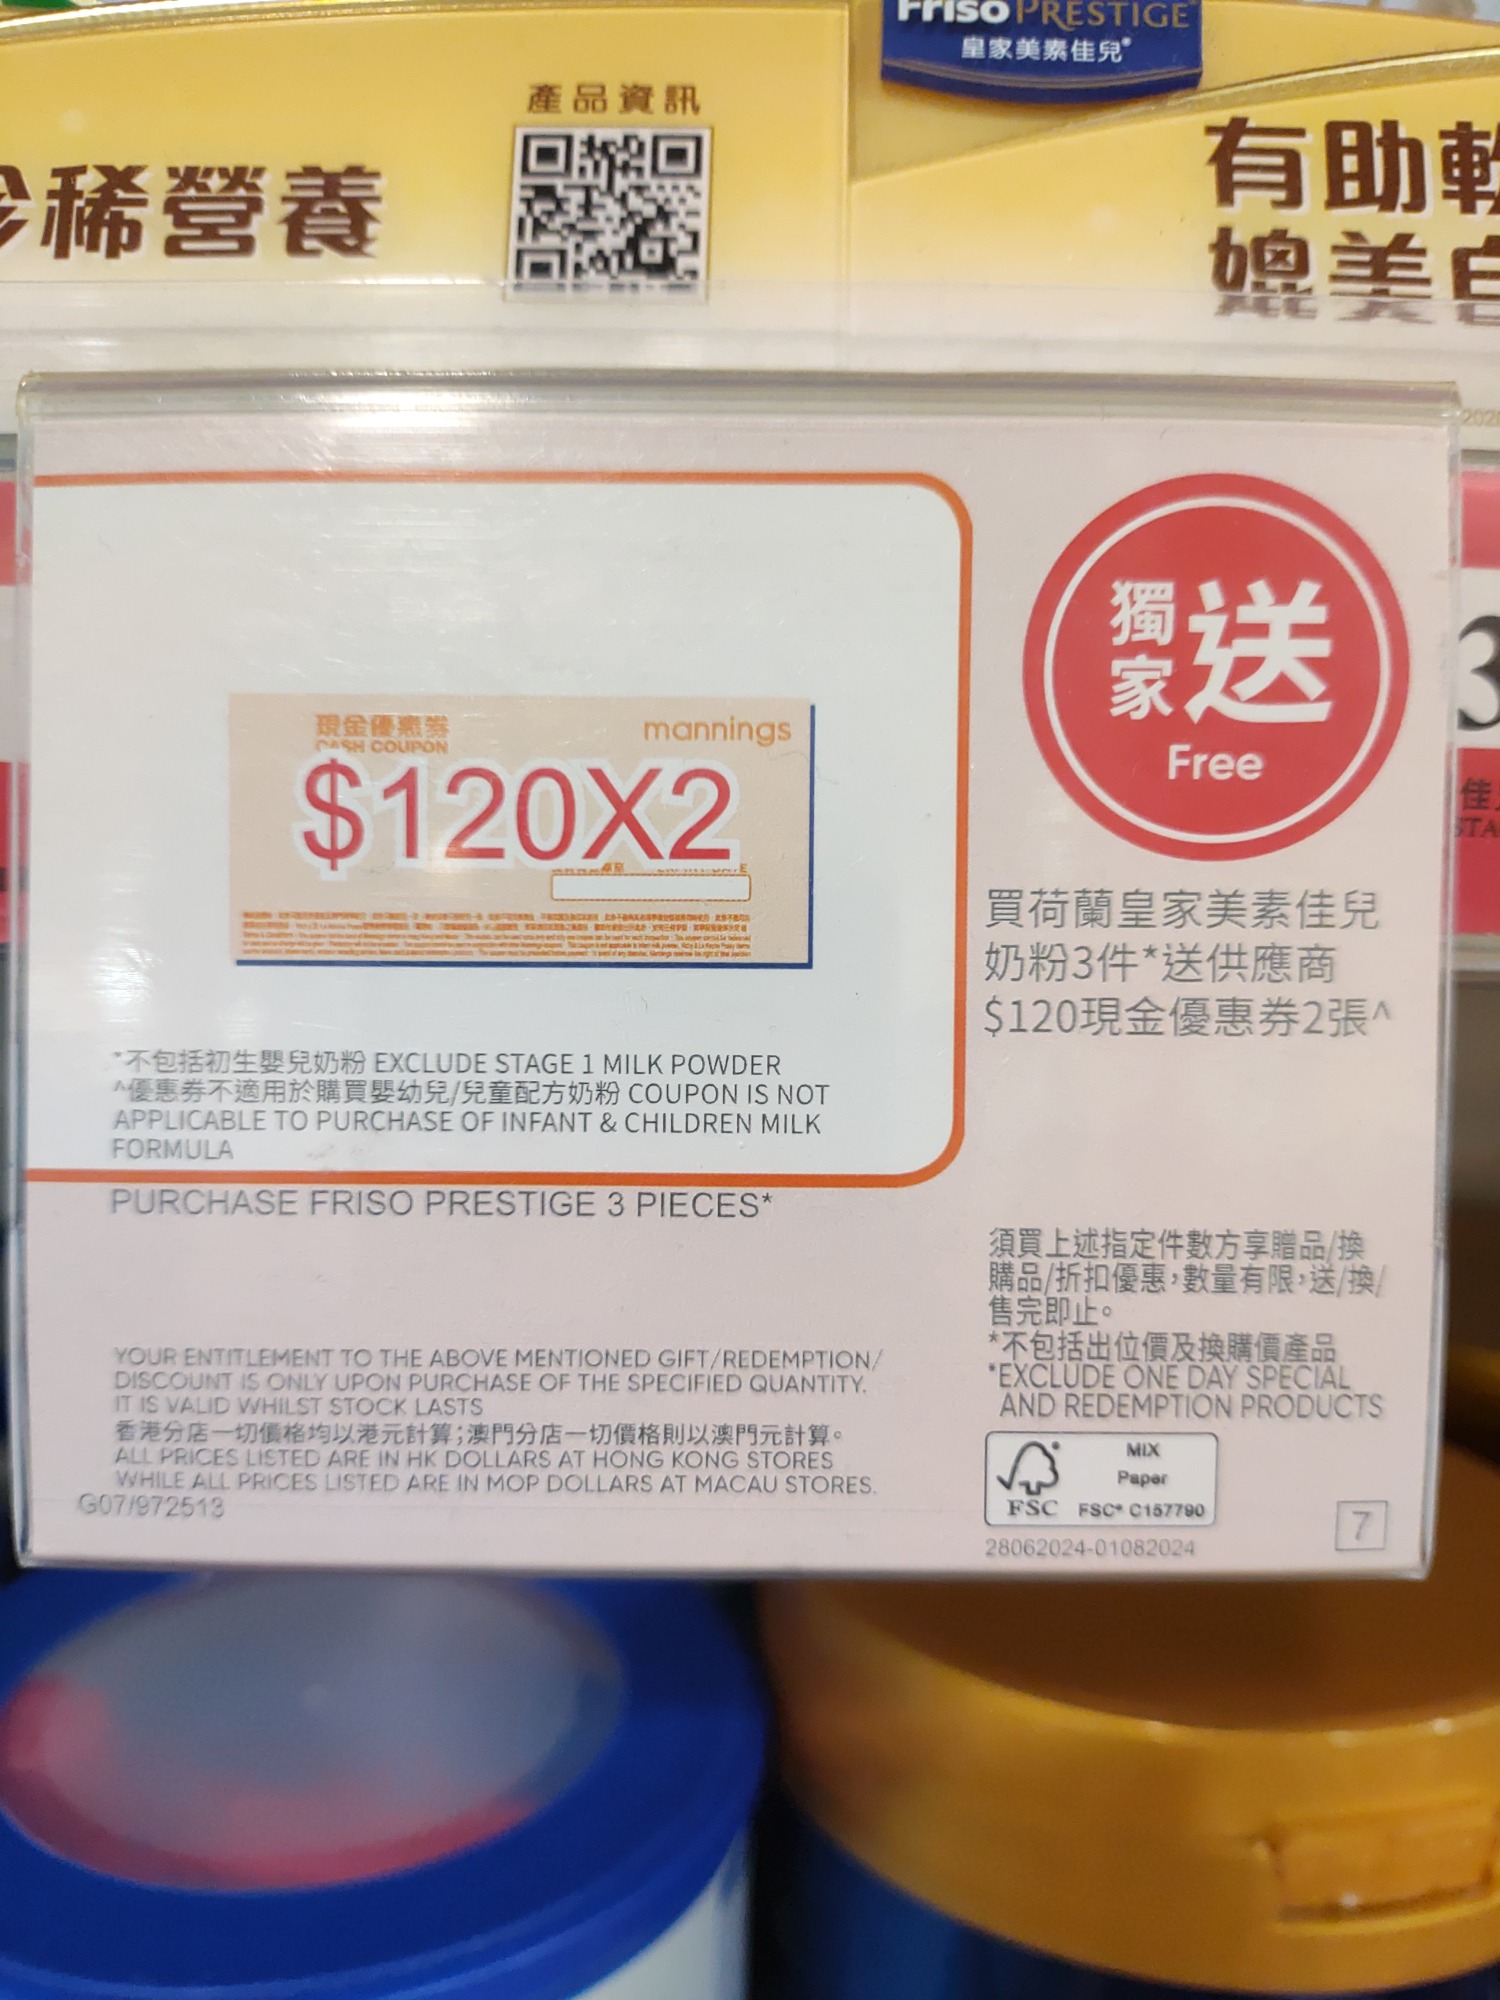 Friso PRESTIGE
皇家美素佳兒
產品資訊
稀營養
有助軟
媲美
獨家送
Free
現金優惠券
CASH COUPON
mannings
$120X2
買荷蘭皇家美素佳兒
奶粉3件*送供應商
$120現金優惠券2張^
*不包括初生嬰兒奶粉 EXCLUDE STAGE 1 MILK POWDER
^優惠券不適用於購買嬰幼兒/兒童配方奶粉 COUPON IS NOT
APPLICABLE TO PURCHASE OF INFANT & CHILDREN MILK
FORMULA
PURCHASE FRISO PRESTIGE 3 PIECES*
須買上述指定件數方享贈品/換
購品/折扣優惠，數量有限，送/換/
售完即止。
*不包括出位價及換購價產品
*EXCLUDE ONE DAY SPECIAL
AND REDEMPTION PRODUCTS
YOUR ENTITLEMENT TO THE ABOVE MENTIONED GIFT/REDEMPTION/
DISCOUNT IS ONLY UPON PURCHASE OF THE SPECIFIED QUANTITY.
IT IS VALID WHILST STOCK LASTS
香港分店一切價格均以港元計算；澳門分店一切價格則以澳門元計算。
ALL PRICES LISTED ARE IN HK DOLLARS AT HONG KONG STORES
WHILE ALL PRICES LISTED ARE IN MOP DOLLARS AT MACAU STORES.
G07/972513
MIX
Paper
FSC FSC® C157790
28062024-01082024
7
3
佳
STA